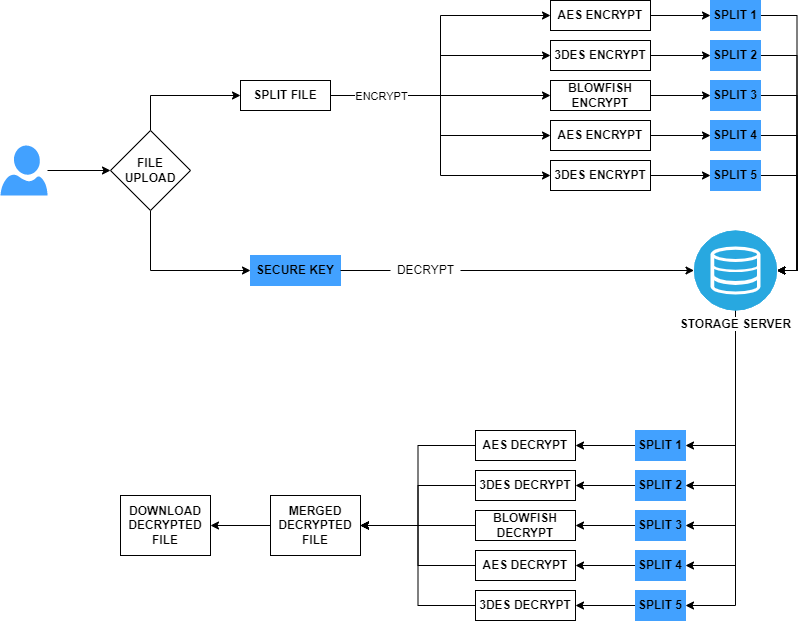 AES ENCRYPT
SPLIT 1
3DES ENCRYPT
SPLIT 2
SPLIT FILE
ENCRYPT
BLOWFISH
ENCRYPT
SPLIT 3
AES ENCRYPT
SPLIT 4
FILE
UPLOAD
3DES ENCRYPT
SPLIT 5
SECURE KEY
DECRYPT
STORAGE SERVER
AES DECRYPT
SPLIT 1
3DES DECRYPT
SPLIT 2
DOWNLOAD
DECRYPTED
FILE
MERGED
DECRYPTED
FILE
BLOWFISH
DECRYPT
SPLIT 3
AES DECRYPT
SPLIT 4
3DES DECRYPT
SPLIT 5